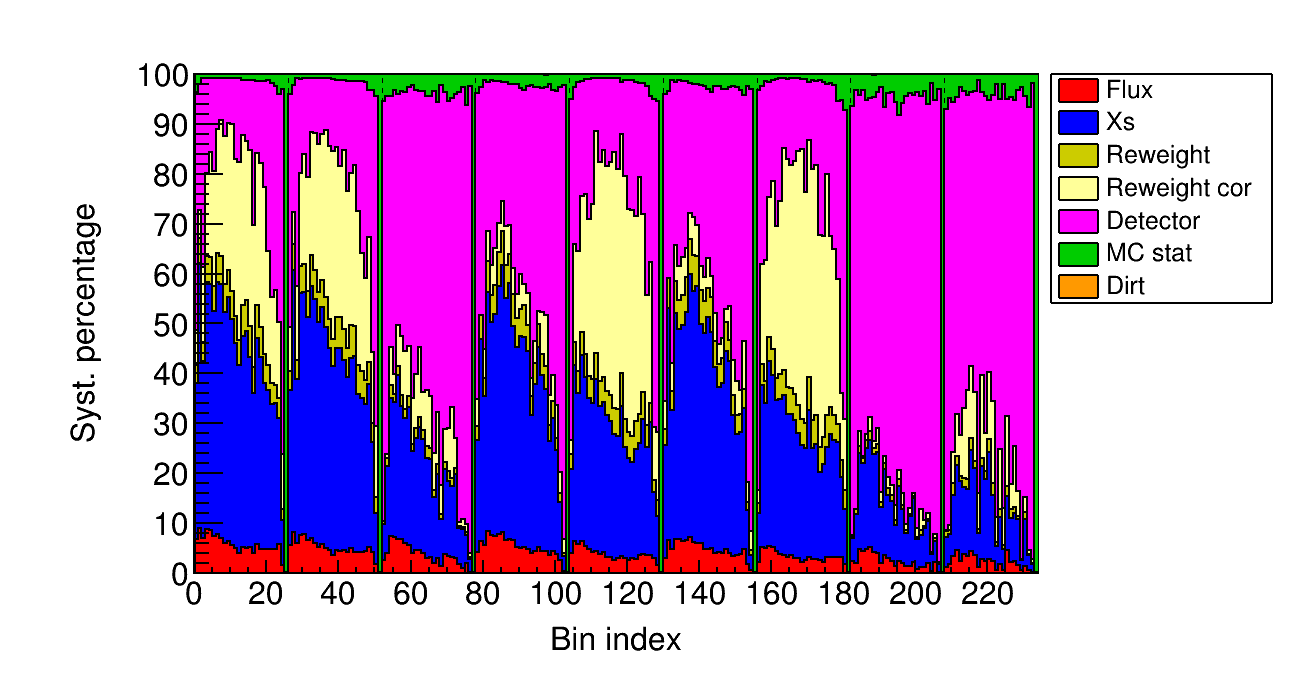 100
90
80
70
60
50
40
30
20
10
0
Syst. percentage
0 20 40 60 80 100 120 140 160 180 200 220
Bin index
Flux
Xs
Reweight
Reweight cor
Detector
MC stat
Dirt